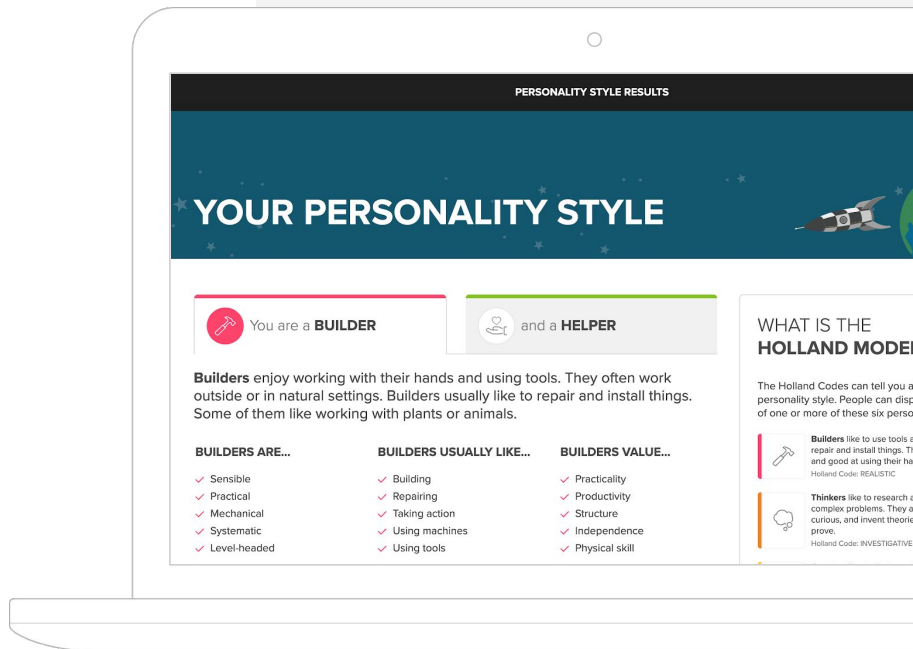 PERSONALITY STYLE RESULTS
YOUR PERSONALITY STYLE
You are a BUILDER
and a HELPER
Builders enjoy working with their hands and using tools. They often work
outside or in natural settings. Builders usually like to repair and install things.
Some of them like working with plants or animals.
BUILDERS ARE...
Sensible
Practical
Mechanical
Systematic
Level-headed
BUILDERS USUALLY LIKE...
Building
Repairing
Taking action
Using machines
Using tools
BUILDERS VALUE...
Practicality
Productivity
Structure
Independence
Physical skill
WHAT IS THE
HOLLAND MODE
The Holland Codes can tell you a
personality style. People can disp
of one or more of these six perso
Builders like to use tools a
repair and install things. Th
and good at using their ha
Holland Code: REALISTIC
Thinkers like to research a
complex problems. They a
curious, and invent theorie
prove.
Holland Code: INVESTIGATIVE